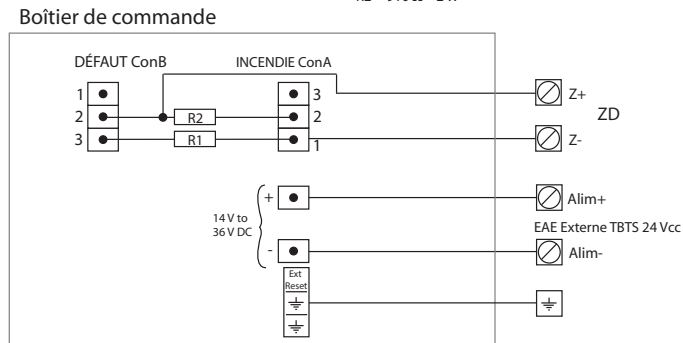 Boîtier de commande
DÉFAUT ConB
INCENDIE ConA
1
2
3
R2
R1
3
2
1
Z+
ZD
Z-
+
14 V to
36 V DC
-
Alim+
EAE Externe TBTS 24 Vcc
Alim-
Ext
Reset